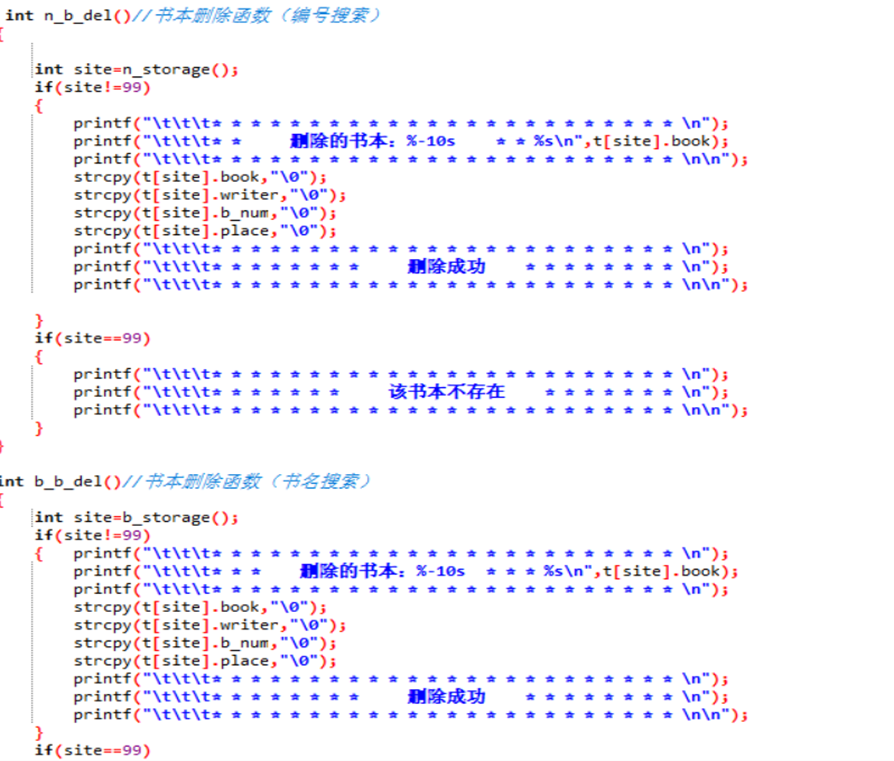 int n_b_del()//书本删除函数（编号搜索）
{
int site=n_storage();
if(site!=99)
{
printf("\t\t\t* * * * * * * * * * * * * * * * * * * * * * * * \n");
printf("\t\t\t* *     删除的书本：%-10s    * * %s\n",t[site].book);
printf("\t\t\t* * * * * * * * * * * * * * * * * * * * * * * * \n\n");
strcpy(t[site].book,"\0");
strcpy(t[site].writer,"\0");
strcpy(t[site].b_num,"\0");
strcpy(t[site].place,"\0");
printf("\t\t\t* * * * * * * * * * * * * * * * * * * * * * * * \n");
printf("\t\t\t* * * * * * * *     删除成功    * * * * * * * * \n");
printf("\t\t\t* * * * * * * * * * * * * * * * * * * * * * * * \n\n");
}
if(site==99)
{
printf("\t\t\t* * * * * * * * * * * * * * * * * * * * * * * * \n");
printf("\t\t\t* * * * * * *     该书本不存在    * * * * * * * \n");
printf("\t\t\t* * * * * * * * * * * * * * * * * * * * * * * * \n\n");
}
}
int b_b_del()//书本删除函数（书名搜索）
{
int site=b_storage();
if(site!=99)
{   printf("\t\t\t* * * * * * * * * * * * * * * * * * * * * * * * \n");
printf("\t\t\t* * *    删除的书本：%-10s  * * * %s\n",t[site].book);
printf("\t\t\t* * * * * * * * * * * * * * * * * * * * * * * * \n");
strcpy(t[site].book,"\0");
strcpy(t[site].writer,"\0");
strcpy(t[site].b_num,"\0");
strcpy(t[site].place,"\0");
printf("\t\t\t* * * * * * * * * * * * * * * * * * * * * * * * \n");
printf("\t\t\t* * * * * * * *     删除成功    * * * * * * * * \n");
printf("\t\t\t* * * * * * * * * * * * * * * * * * * * * * * * \n\n");
}
if(site==99)